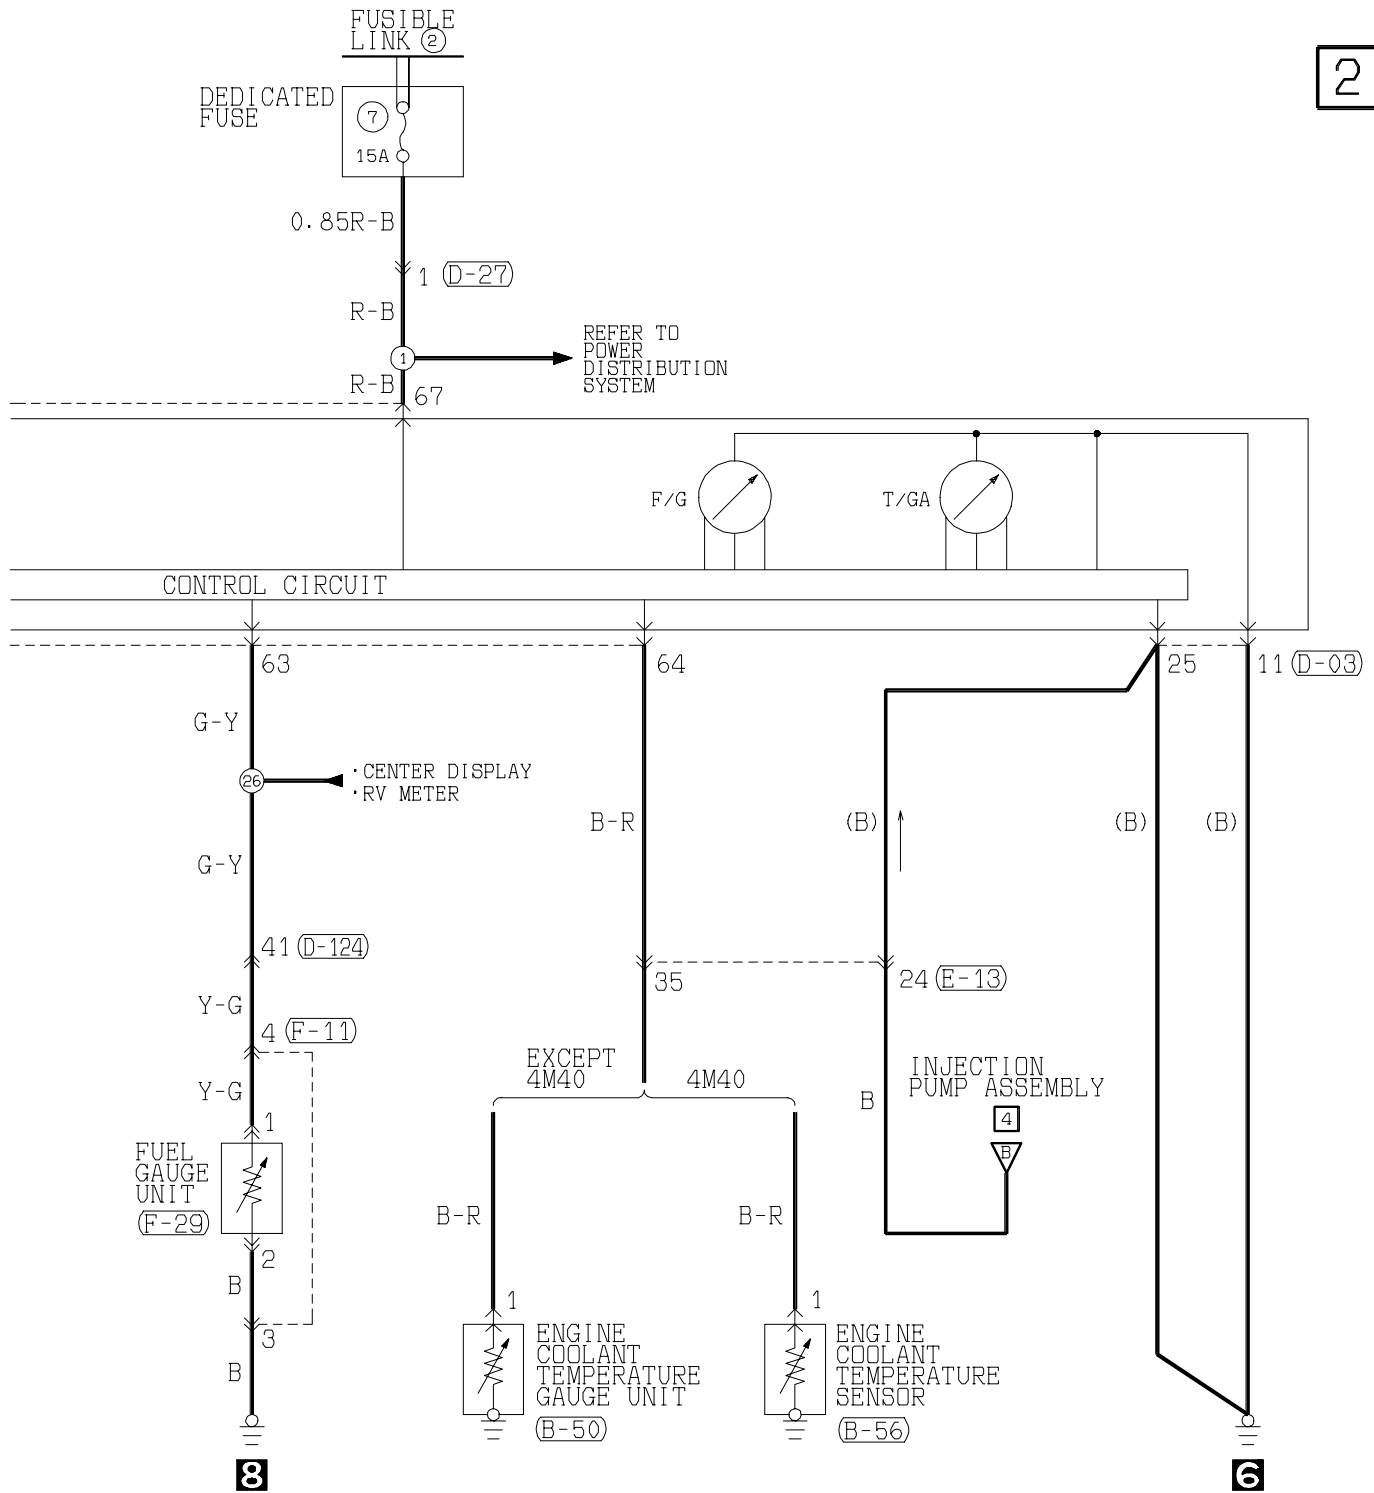 FUSIBLE
LINK ②
2
DEDICATED
FUSE
7
15A
0.85R-B
1 D-27
R-B
1
REFER TO
POWER
DISTRIBUTION
SYSTEM
R-B
67
F/G
T/GA
CONTROL CIRCUIT
63
64
25
11 D-03
G-Y
26
·CENTER DISPLAY
·RV METER
B-R
(B)
(B)
(B)
G-Y
41 D-124
35
24 E-13
Y-G
4 F-11
EXCEPT
4M40
4M40
INJECTION
PUMP ASSEMBLY
4
B
Y-G
B
1
FUEL
GAUGE
UNIT
F-29
2
B
3
B
B-R
B-R
1
1
ENGINE
COOLANT
TEMPERATURE
GAUGE UNIT
B-50
ENGINE
COOLANT
TEMPERATURE
SENSOR
B-56
8
6